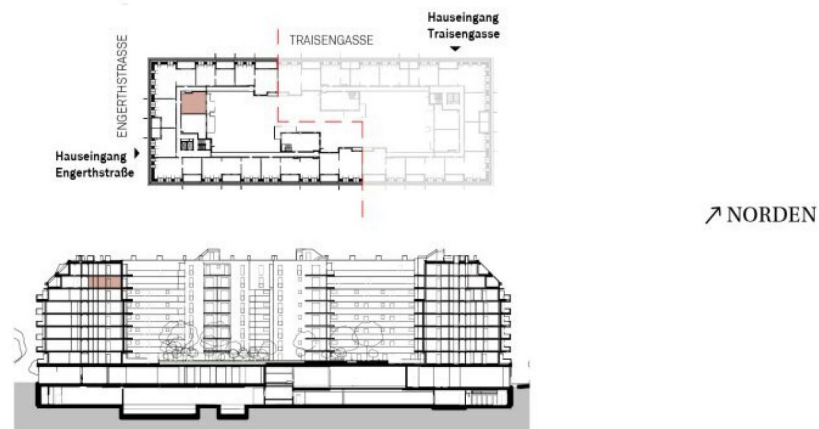 Hauseingang
Traisengasse
TRAISENGASSE
ENGERTHSTRASSE
Hauseingang
Engerthstraße
↗ NORDEN